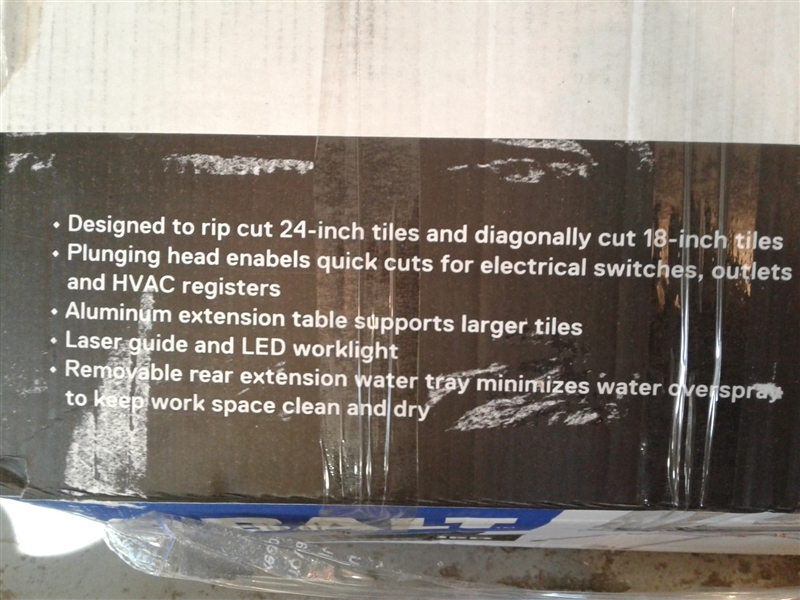 • Designed to rip cut 24-inch tiles and diagonally cut 18-inch tiles
• Plunging head enabels quick cuts for electrical switches, outlets
and HVAC registers
• Aluminum extension table supports larger tiles
• Laser guide and LED worklight
• Removable rear extension water tray minimizes water overspray
to keep work space clean and dry